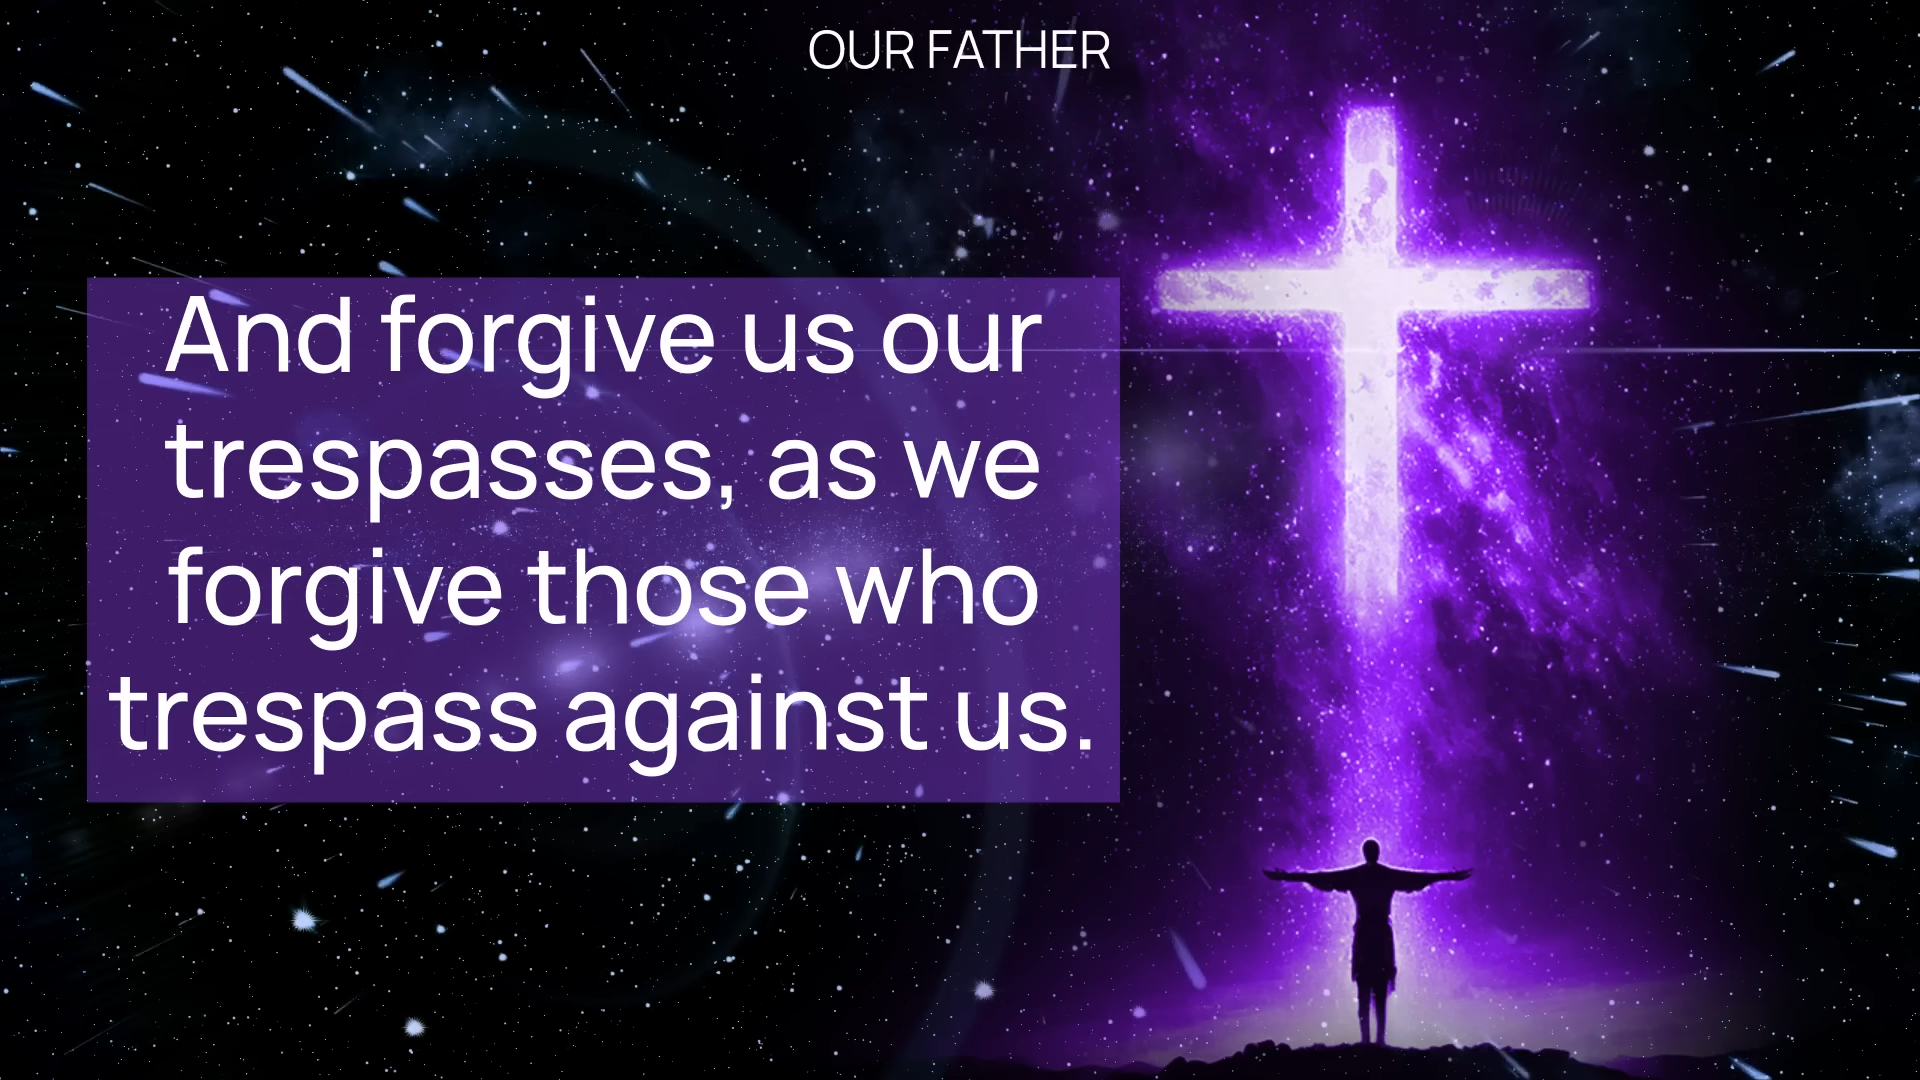 OUR FATHER
And forgive us our
trespasses, as we
forgive those who
trespass against us.